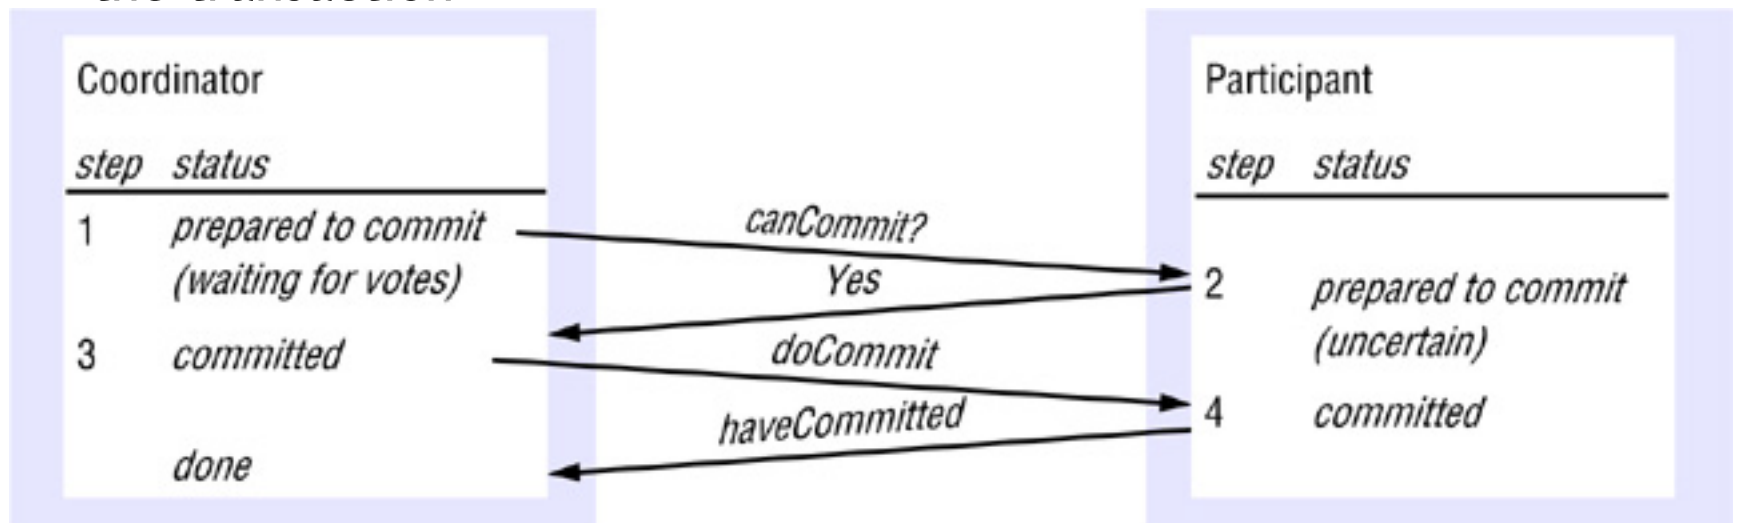 Coordinator
step status
1 prepared to commit
(waiting for votes)
3 committed
done
canCommit?
Yes
doCommit
haveCommitted
Participant
step status
2 prepared to commit
(uncertain)
4 committed